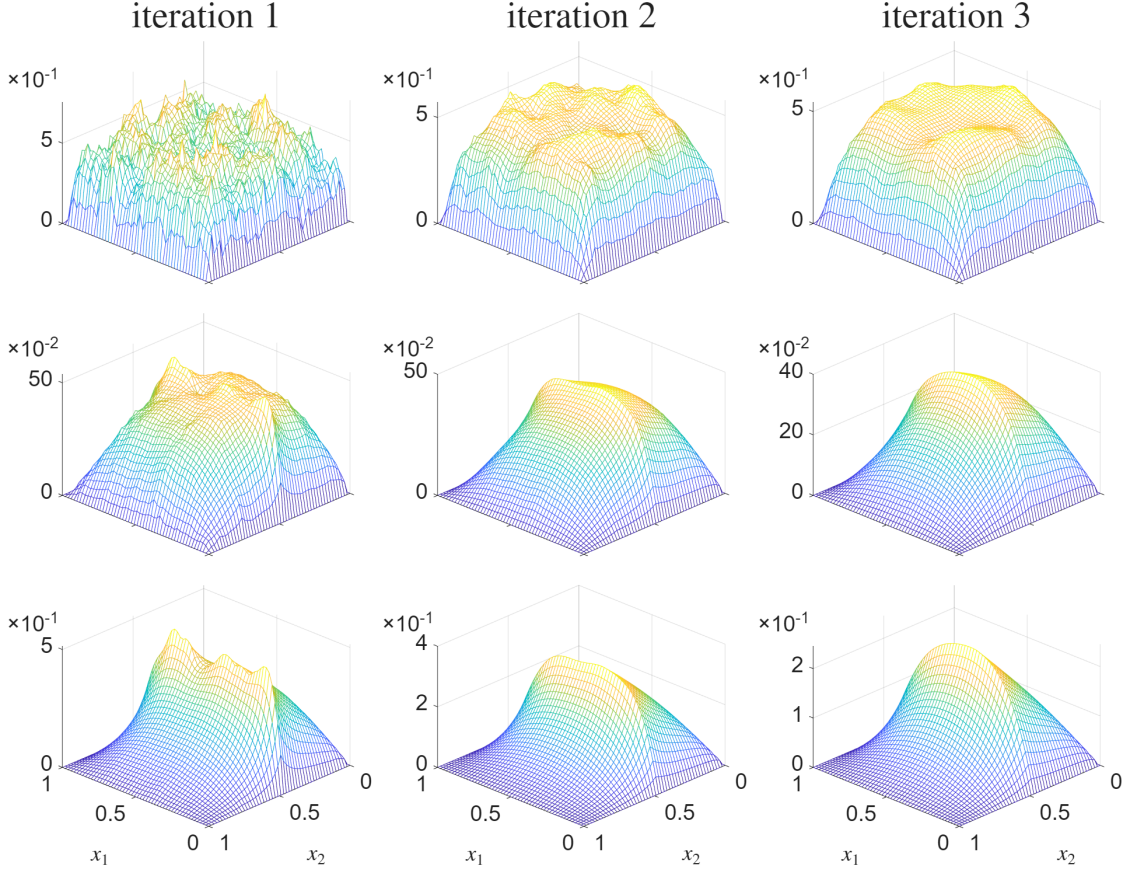 iteration 1 iteration 2 iteration 3
×10⁻¹ ×10⁻¹ ×10⁻¹
5 5 5
0 0 0
×10⁻² ×10⁻² ×10⁻²
50 50 40
20
0 0 0
×10⁻¹ ×10⁻¹ ×10⁻¹
5 4 2
2 1
0 0 0 0 0
1 1 1
0.5 0.5 0.5 0.5 0.5 0.5
0 1 0 1 0 1
x₁ x₂ x₁ x₂ x₁ x₂